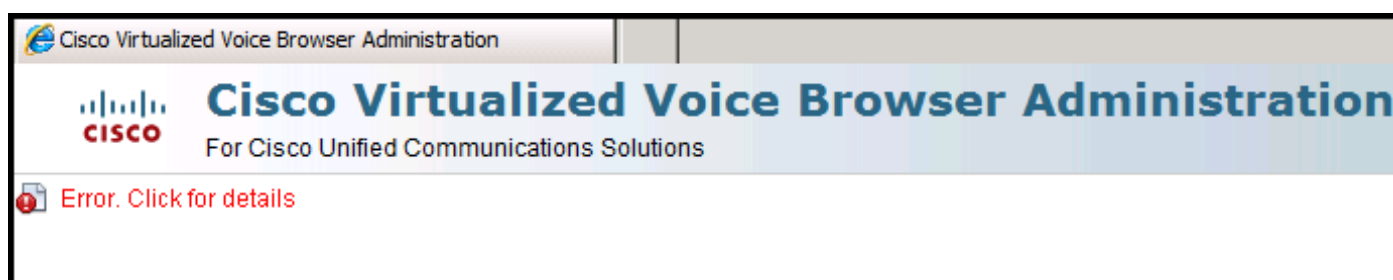 Cisco Virtualized Voice Browser Administration
Cisco Virtualized Voice Browser Administration
CISCO
For Cisco Unified Communications Solutions
Error. Click for details